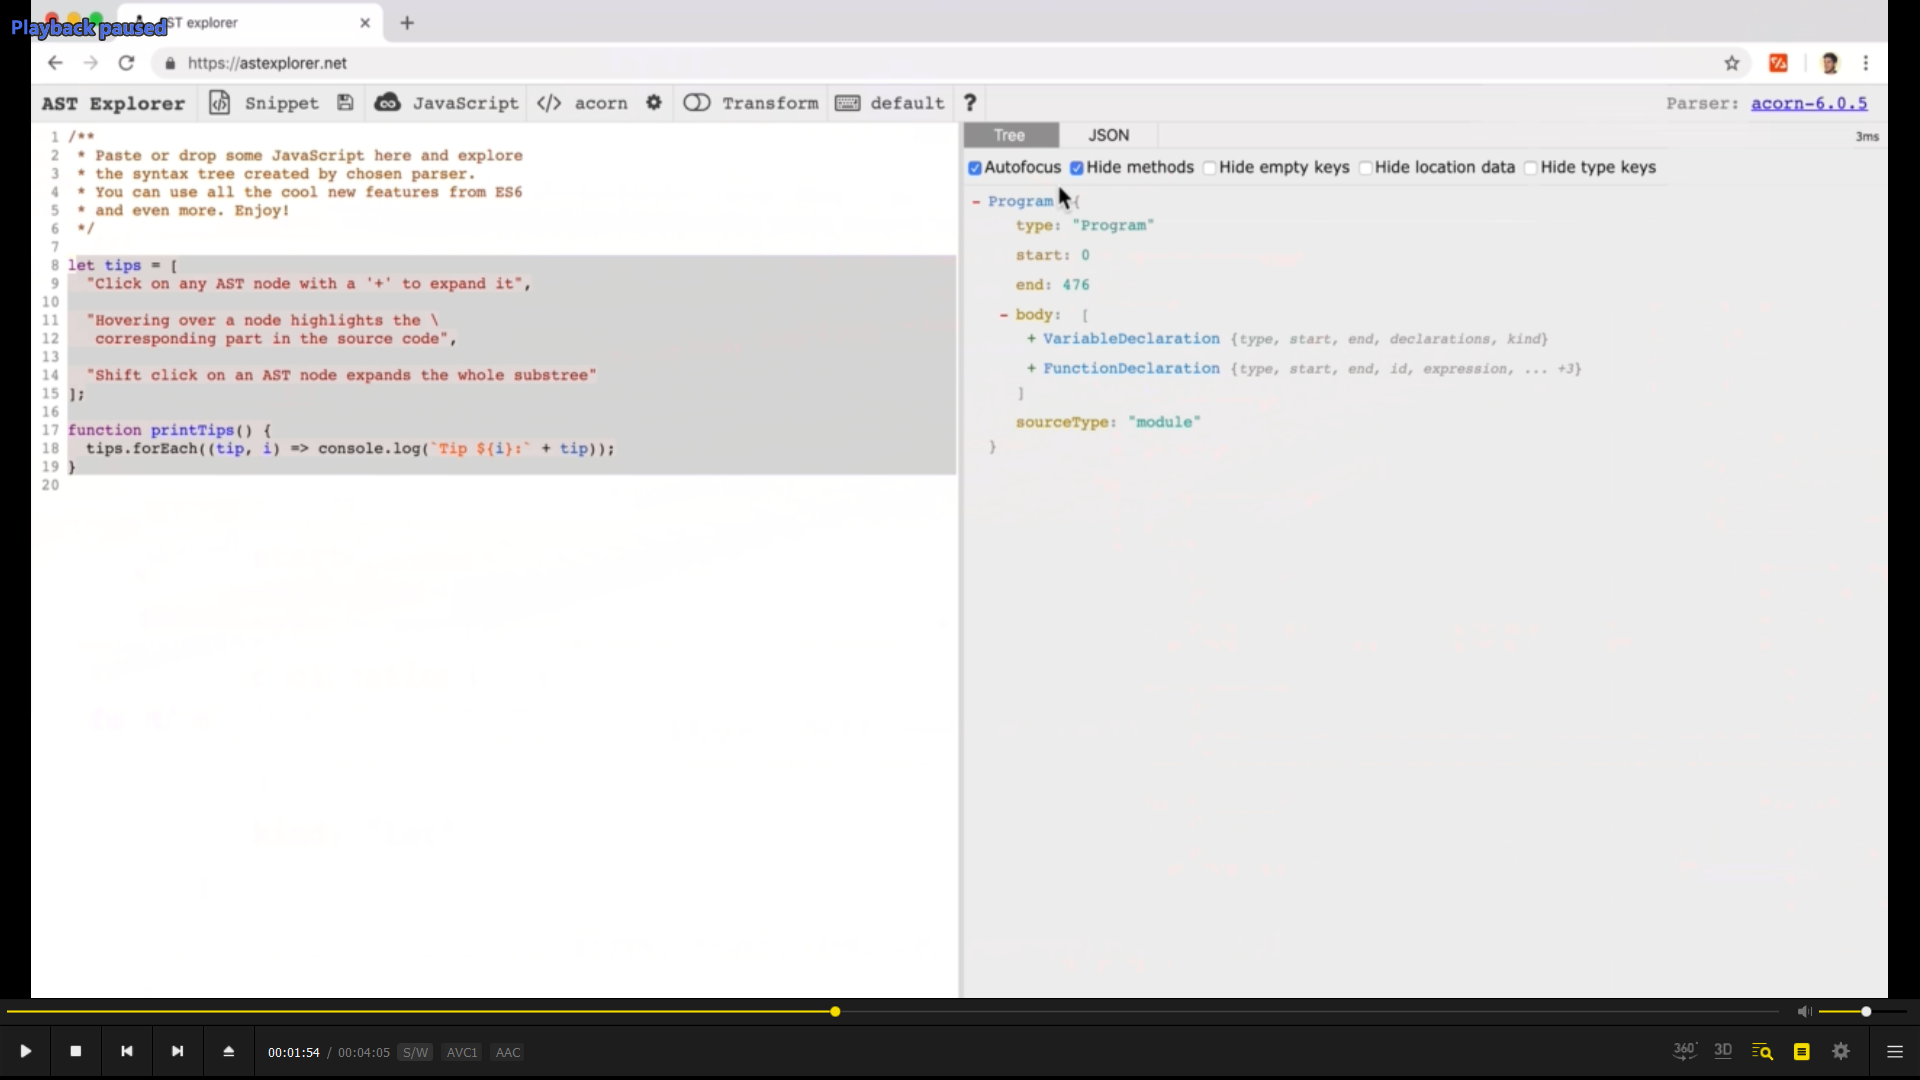 Playback paused
ST explorer
https://astexplorer.net
AST Explorer Snippet JavaScript </> acorn Transform default ? Parser: acorn-6.0.5
Tree JSON 3ms
Autofocus Hide methods Hide empty keys Hide location data Hide type keys
1 /**
2 * Paste or drop some JavaScript here and explore
3 * the syntax tree created by chosen parser.
4 * You can use all the cool new features from ES6
5 * and even more. Enjoy!
6 */
7
8 let tips = [
9 "Click on any AST node with a '+' to expand it",
10
11 "Hovering over a node highlights the \
12 corresponding part in the source code",
13
14 "Shift click on an AST node expands the whole substree"
15 ];
16
17 function printTips() {
18 tips.forEach((tip, i) => console.log(`Tip ${i}:` + tip));
19 }
20
- Program {
type: "Program"
start: 0
end: 476
- body: [
+ VariableDeclaration {type, start, end, declarations, kind}
+ FunctionDeclaration {type, start, end, id, expression, ... +3}
]
sourceType: "module"
}
00:01:54 / 00:04:05 S/W AVC1 AAC
360° 3D